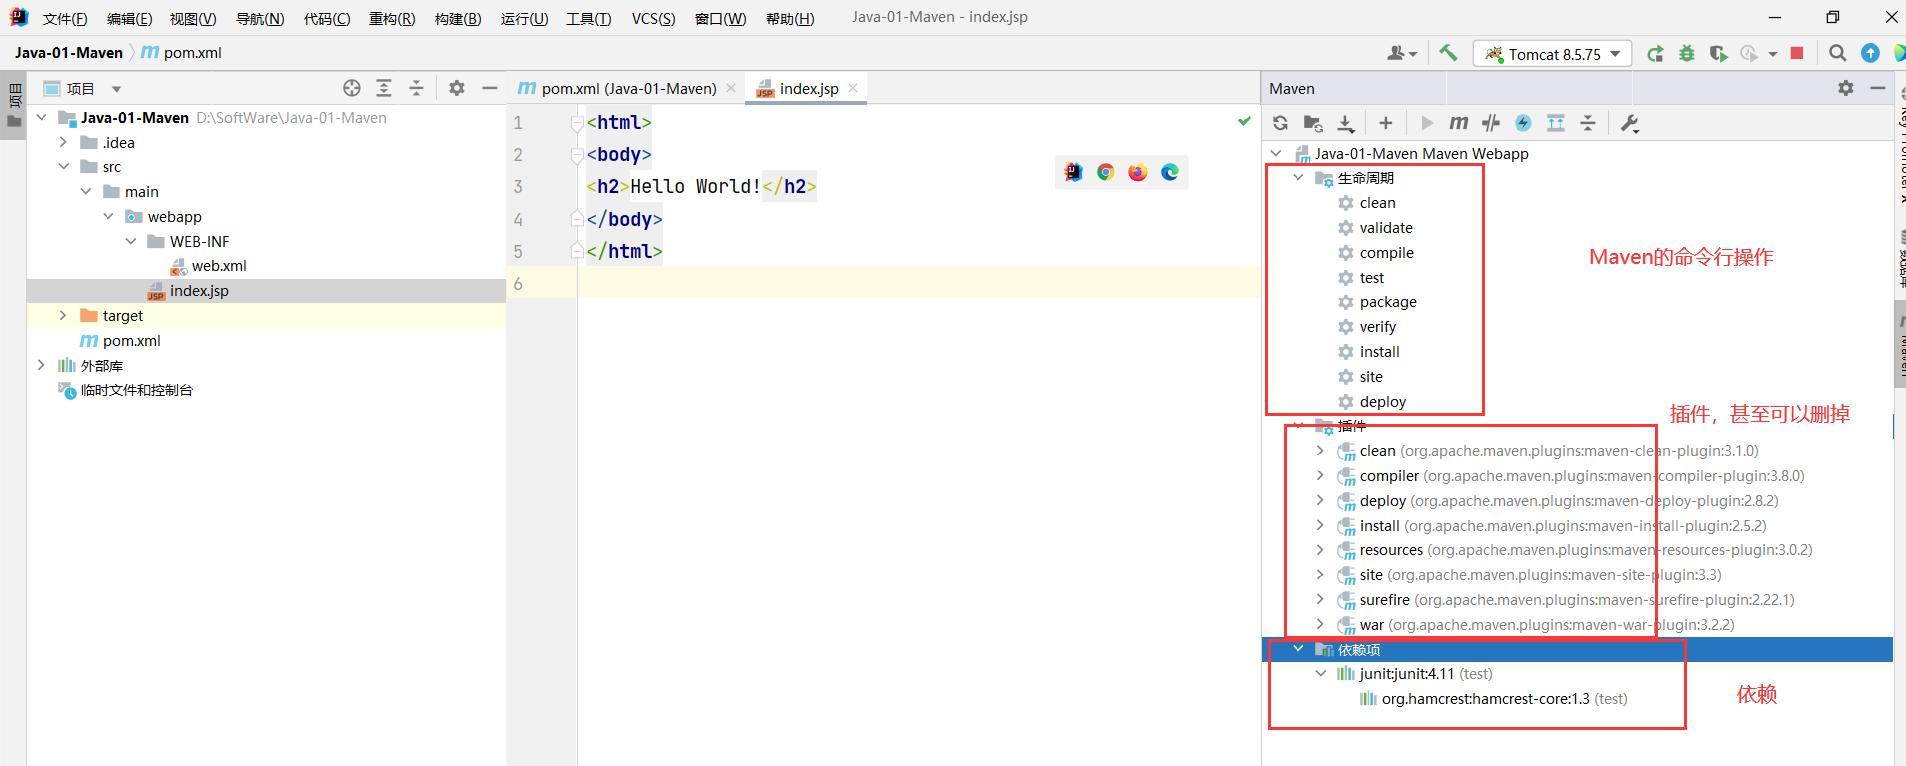 文件(F) 编辑(E) 视图(V) 导航(N) 代码(C) 重构(R) 构建(B) 运行(U) 工具(T) VCS(S) 窗口(W) 帮助(H) Java-01-Maven - index.jsp
Java-01-Maven pom.xml Tomcat 8.5.75
项目
项目
Java-01-Maven D:\SoftWare\Java-01-Maven
.idea
src
main
webapp
WEB-INF
web.xml
index.jsp
target
pom.xml
外部库
临时文件和控制台
pom.xml (Java-01-Maven) index.jsp
1 <html>
2 <body>
3 <h2>Hello World!</h2>
4 </body>
5 </html>
6
Maven
Java-01-Maven Maven Webapp
生命周期
clean
validate
compile
test
package
verify
install
site
deploy
Maven的命令行操作
插件
插件，甚至可以删掉
clean (org.apache.maven.plugins:maven-clean-plugin:3.1.0)
compiler (org.apache.maven.plugins:maven-compiler-plugin:3.8.0)
deploy (org.apache.maven.plugins:maven-deploy-plugin:2.8.2)
install (org.apache.maven.plugins:maven-install-plugin:2.5.2)
resources (org.apache.maven.plugins:maven-resources-plugin:3.0.2)
site (org.apache.maven.plugins:maven-site-plugin:3.3)
surefire (org.apache.maven.plugins:maven-surefire-plugin:2.22.1)
war (org.apache.maven.plugins:maven-war-plugin:3.2.2)
依赖项
junit:junit:4.11 (test)
org.hamcrest:hamcrest-core:1.3 (test)
依赖